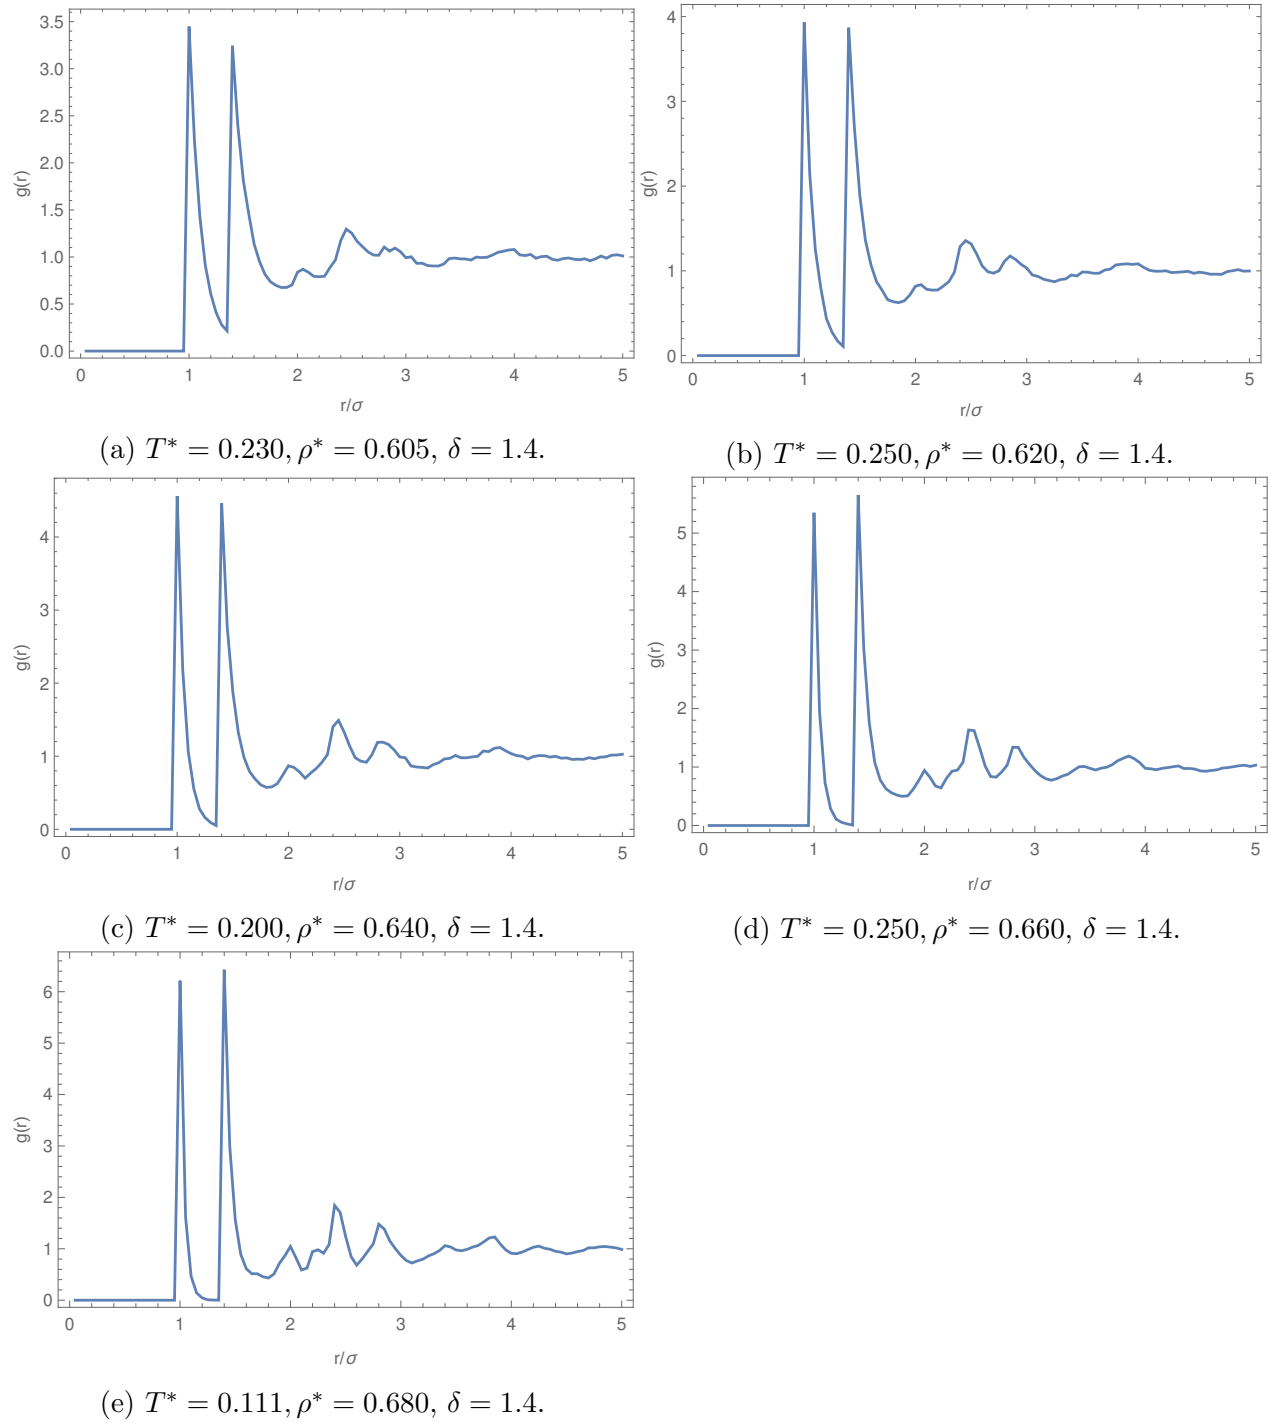 3.5
3.0
2.5
2.0
1.5
1.0
0.5
0.0
g(r)
0 1 2 3 4 5
r/σ
(a) T* = 0.230, ρ* = 0.605, δ = 1.4.
4
3
2
1
0
g(r)
0 1 2 3 4 5
r/σ
(b) T* = 0.250, ρ* = 0.620, δ = 1.4.
4
3
2
1
0
g(r)
0 1 2 3 4 5
r/σ
(c) T* = 0.200, ρ* = 0.640, δ = 1.4.
5
4
3
2
1
0
g(r)
0 1 2 3 4 5
r/σ
(d) T* = 0.250, ρ* = 0.660, δ = 1.4.
6
5
4
3
2
1
0
g(r)
0 1 2 3 4 5
r/σ
(e) T* = 0.111, ρ* = 0.680, δ = 1.4.